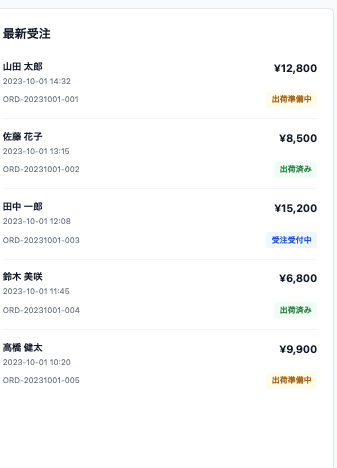 最新受注
山田 太郎
¥12,800
2023-10-01 14:32
ORD-20231001-001
出荷準備中
佐藤 花子
¥8,500
2023-10-01 13:15
ORD-20231001-002
出荷済み
田中 一郎
¥15,200
2023-10-01 12:08
ORD-20231001-003
受注受付中
鈴木 美咲
¥6,800
2023-10-01 11:45
ORD-20231001-004
出荷済み
高橋 健太
¥9,900
2023-10-01 10:20
ORD-20231001-005
出荷準備中